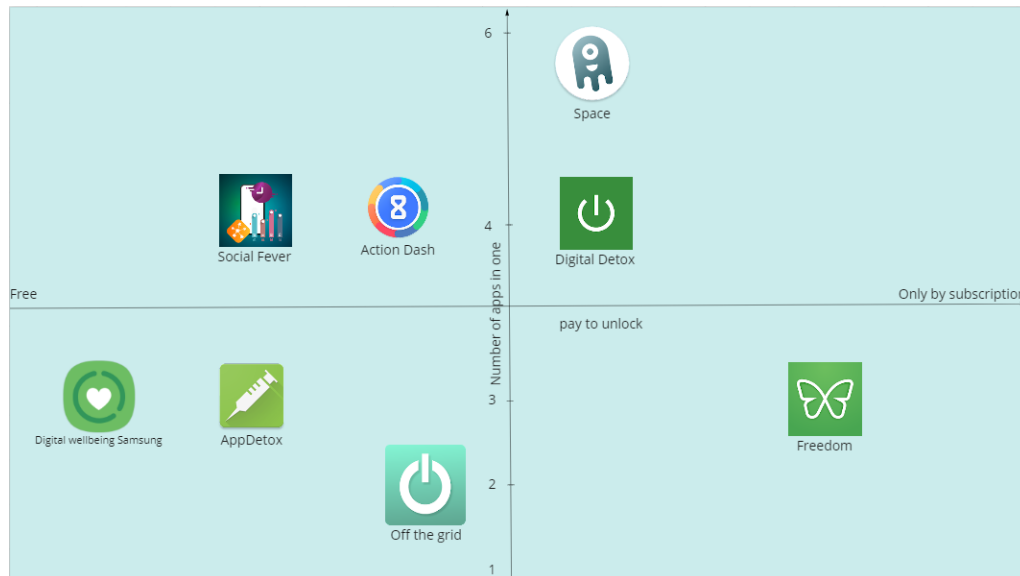 6
Space
Social Fever
Action Dash
4
Digital Detox
Number of apps in one
Free
Only by subscription
pay to unlock
Digital wellbeing Samsung
AppDetox
3
Freedom
2
Off the grid
1